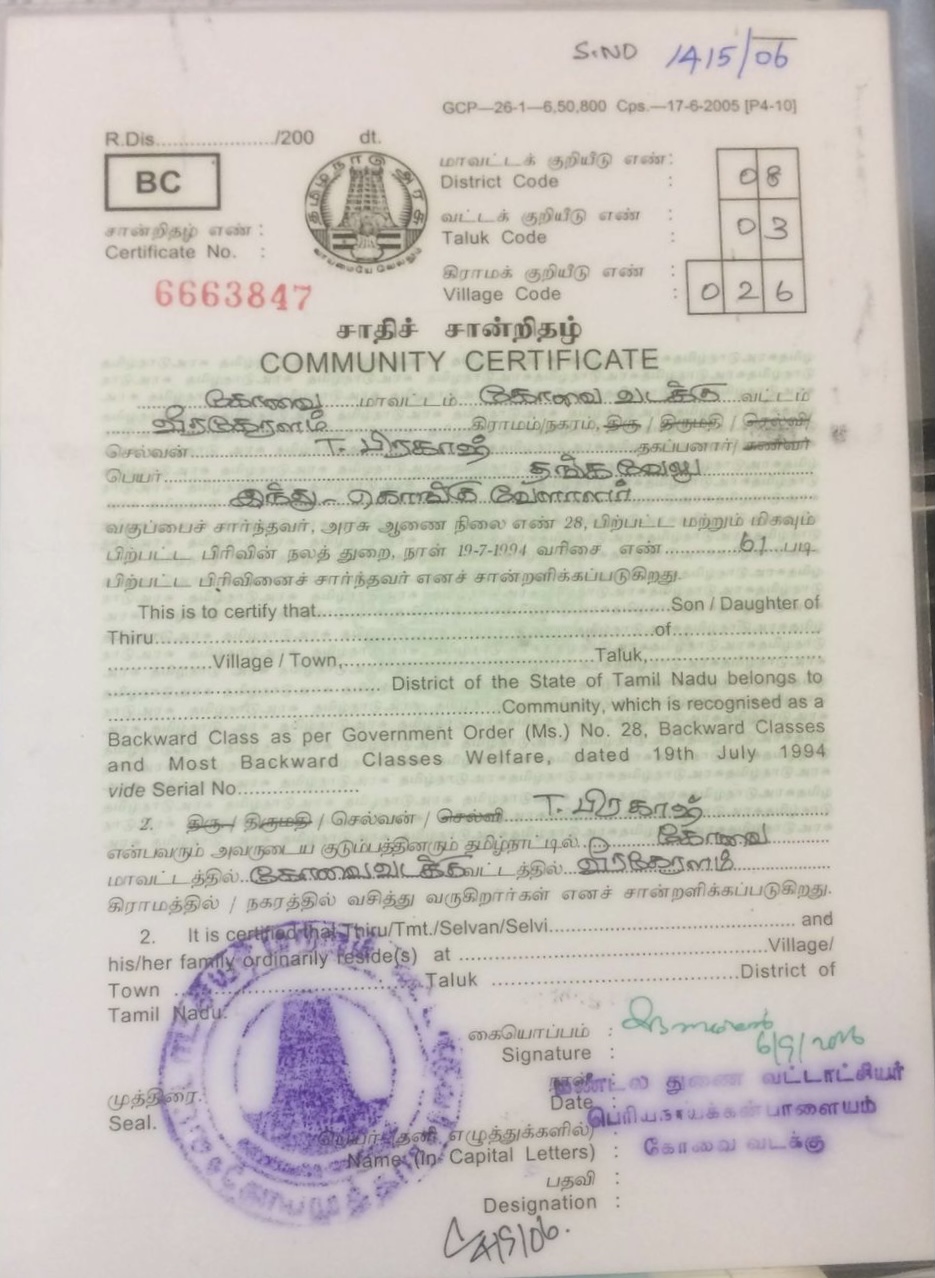 S.NO 1415/06
GCP—26-1—6,50,800 Cps.—17-6-2005 [P4-10]
R.Dis...................../200 dt.
BC
தமிழ்நாடு அரசு
வாய்மையே வெல்லும்
சான்றிதழ் எண் :
Certificate No. :
6663847
மாவட்டக் குறியீடு எண் :
District Code : 08
வட்டக் குறியீடு எண் :
Taluk Code : 03
கிராமக் குறியீடு எண் :
Village Code : 026
சாதிச் சான்றிதழ்
COMMUNITY CERTIFICATE
கோவை மாவட்டம் கோவை வடக்கு வட்டம்
வீரகேரளம் கிராமம்/நகரம், திரு / திருமதி / செல்வி/
செல்வன் T. பிரகாஷ் தகப்பனார்/ கணவர்
பெயர் தங்கவேலு
இந்து - கொங்கு வேளாளர்
வகுப்பைச் சார்ந்தவர், அரசு ஆணை நிலை எண் 28, பிற்பட்ட மற்றும் மிகவும்
பிற்பட்ட பிரிவின் நலத் துறை, நாள் 19-7-1994 வரிசை எண் 61 படி
பிற்பட்ட பிரிவினைச் சார்ந்தவர் எனச் சான்றளிக்கப்படுகிறது.
This is to certify that..............................Son / Daughter of
Thiru..............................of....................
....................Village / Town,..............................Taluk,....................
.............................. District of the State of Tamil Nadu belongs to
..............................Community, which is recognised as a
Backward Class as per Government Order (Ms.) No. 28, Backward Classes
and Most Backward Classes Welfare, dated 19th July 1994
vide Serial No....................
2. திரு / திருமதி / செல்வன் / செல்வி T. பிரகாஷ்
என்பவரும் அவருடைய குடும்பத்தினரும் தமிழ்நாட்டில் கோவை
மாவட்டத்தில் கோவை வடக்கு வட்டத்தில் வீரகேரளம்
கிராமத்தில் / நகரத்தில் வசித்து வருகிறார்கள் எனச் சான்றளிக்கப்படுகிறது.
2. It is certified that Thiru/Tmt./Selvan/Selvi.............................. and
his/her family ordinarily reside(s) at ..............................Village/
Town ..............................Taluk ..............................District of
Tamil Nadu.
கையொப்பம் :
Signature :
6/9/2006
முத்திரை.
Seal.
நாள்
Date
மண்டல துணை வட்டாட்சியர்
பெரியநாயக்கன்பாளையம்
கோவை வடக்கு
பெயர் (தனி எழுத்துக்களில்)
Name (In Capital Letters) :
பதவி :
Designation :